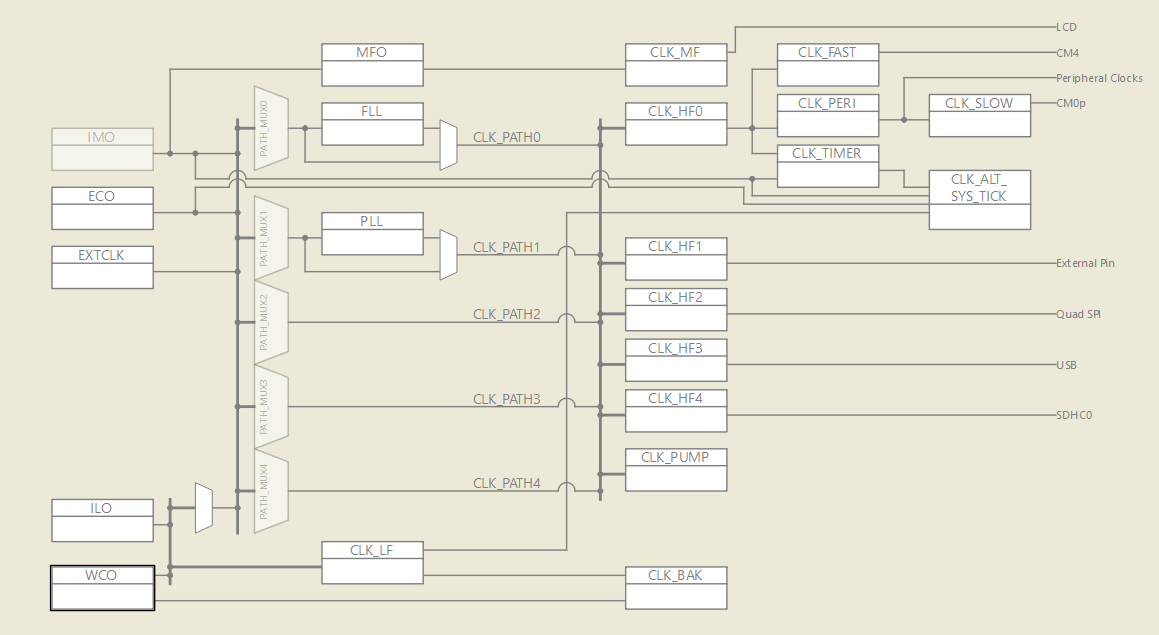 LCD
MFO
CLK_MF
CLK_FAST
CM4
Peripheral Clocks
PATH_MUX0
FLL
CLK_HF0
CLK_PERI
CLK_SLOW
CM0p
IMO
CLK_PATH0
CLK_TIMER
ECO
CLK_ALT_
SYS_TICK
PATH_MUX1
PLL
EXTCLK
CLK_PATH1
CLK_HF1
External Pin
PATH_MUX2
CLK_PATH2
CLK_HF2
Quad SPI
CLK_HF3
USB
PATH_MUX3
CLK_PATH3
CLK_HF4
SDHC0
CLK_PUMP
PATH_MUX4
CLK_PATH4
ILO
CLK_LF
WCO
CLK_BAK